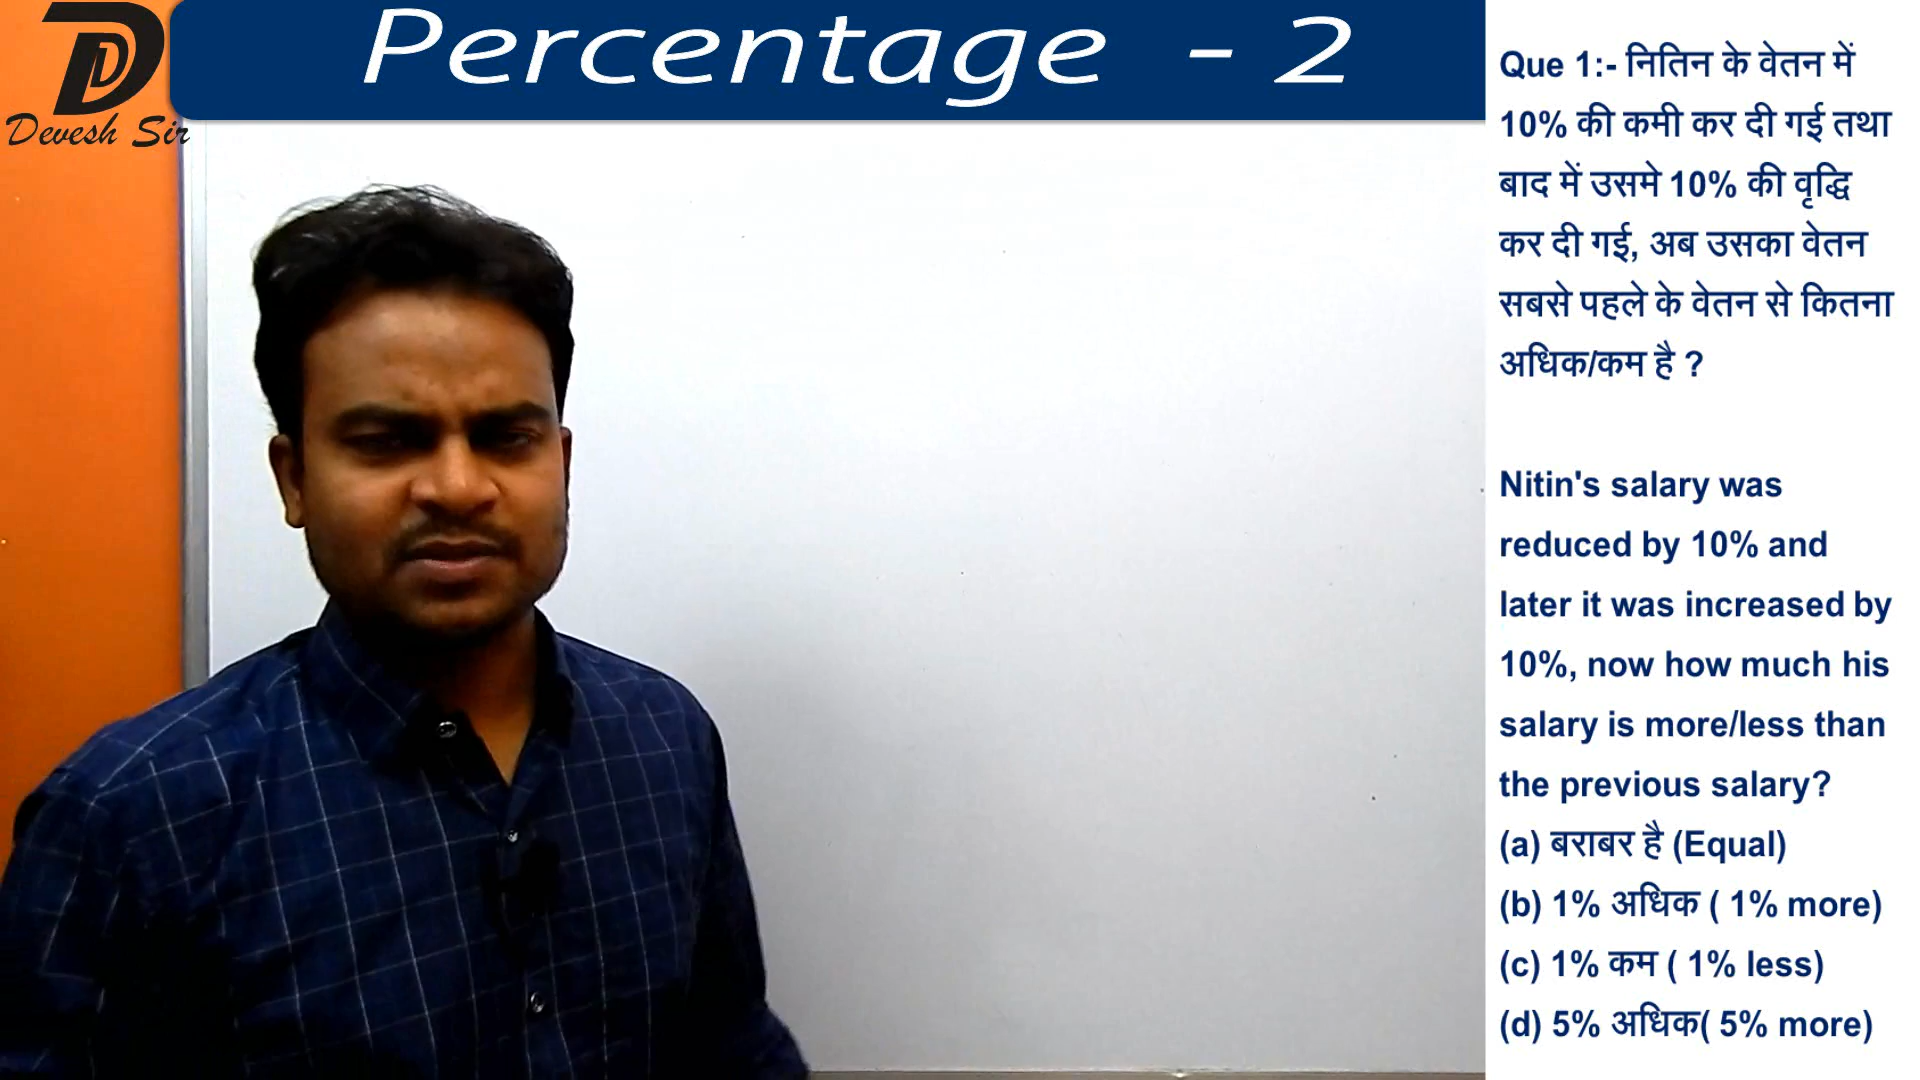 Devesh Sir
Percentage - 2
Que 1:- नितिन के वेतन में
10% की कमी कर दी गई तथा
बाद में उसमे 10% की वृद्धि
कर दी गई, अब उसका वेतन
सबसे पहले के वेतन से कितना
अधिक/कम है ?
Nitin's salary was
reduced by 10% and
later it was increased by
10%, now how much his
salary is more/less than
the previous salary?
(a) बराबर है (Equal)
(b) 1% अधिक ( 1% more)
(c) 1% कम ( 1% less)
(d) 5% अधिक( 5% more)